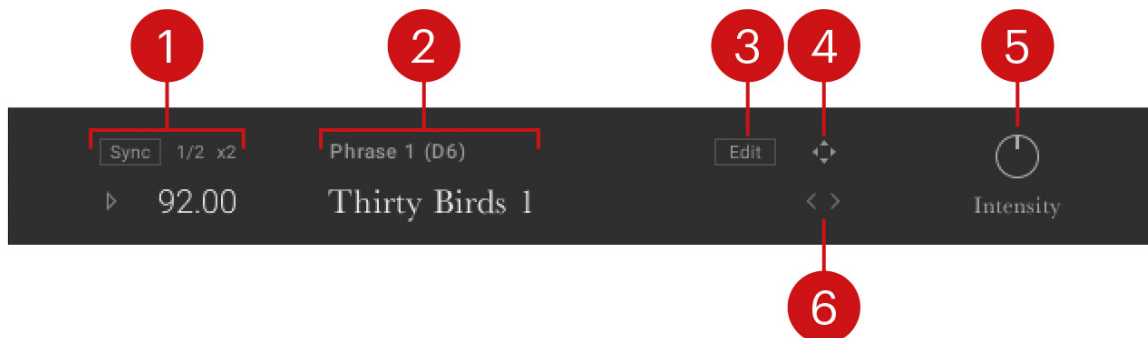 1 2 3 4 5
Sync 1/2 x2 Phrase 1 (D6) Edit
92.00 Thirty Birds 1 < > Intensity
6